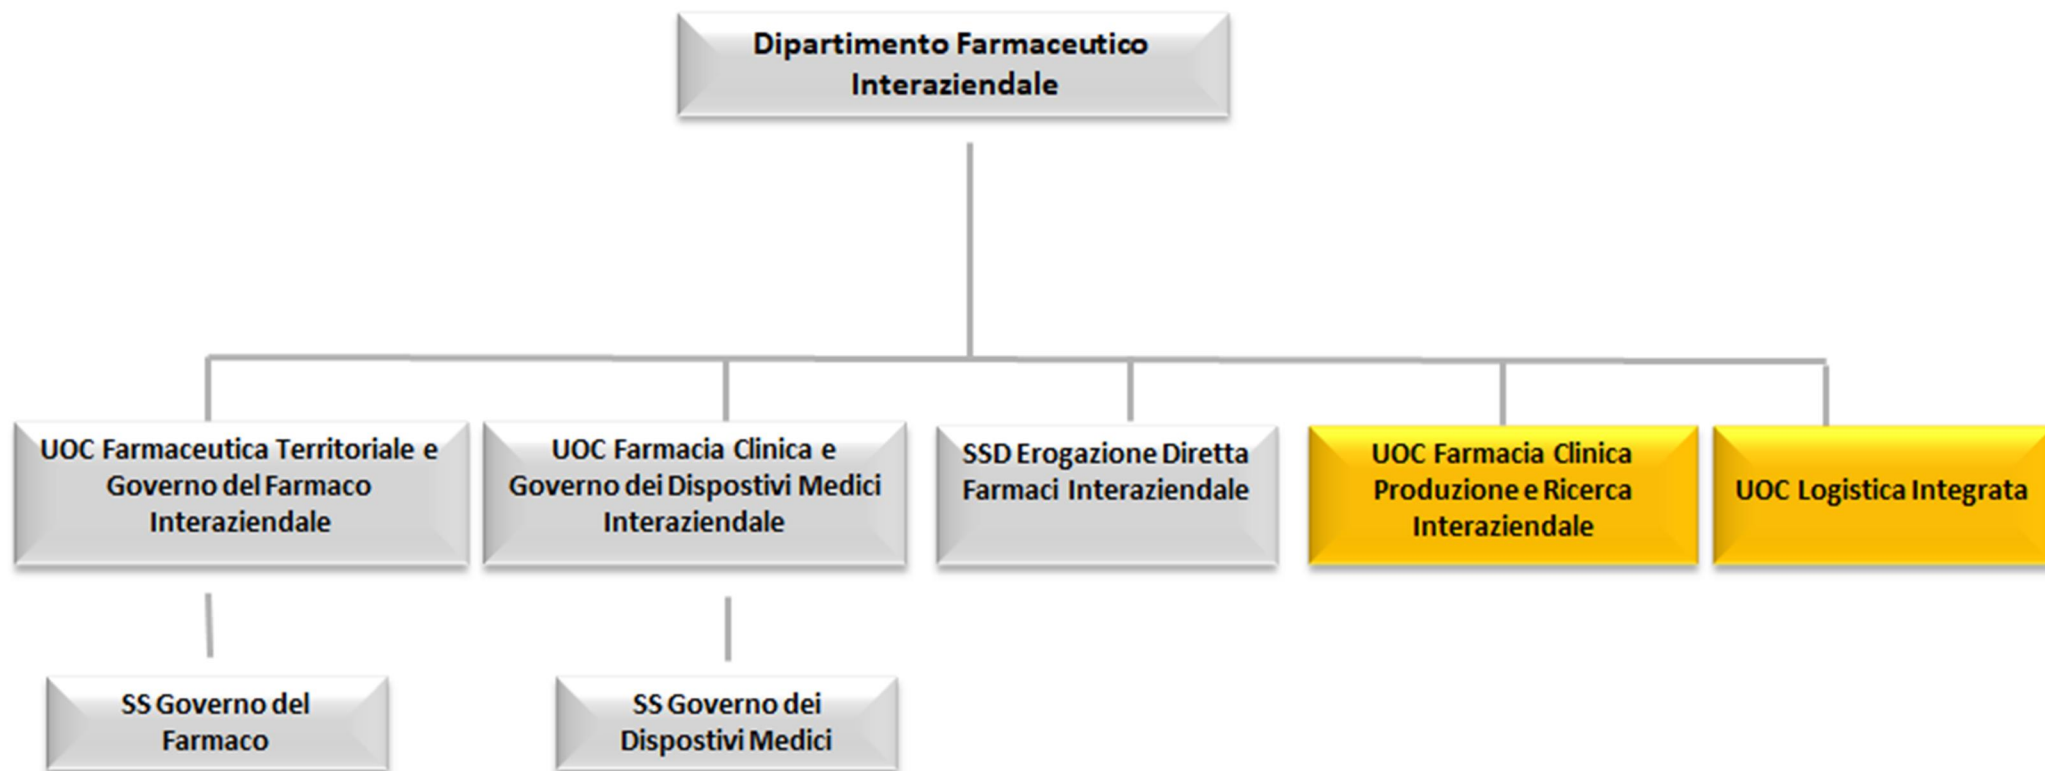 Dipartimento Farmaceutico
Interaziendale
UOC Farmaceutica Territoriale e
Governo del Farmaco
Interaziendale
UOC Farmacia Clinica e
Governo dei Dispostivi Medici
Interaziendale
SSD Erogazione Diretta
Farmaci Interaziendale
UOC Farmacia Clinica
Produzione e Ricerca
Interaziendale
UOC Logistica Integrata
SS Governo del
Farmaco
SS Governo dei
Dispostivi Medici